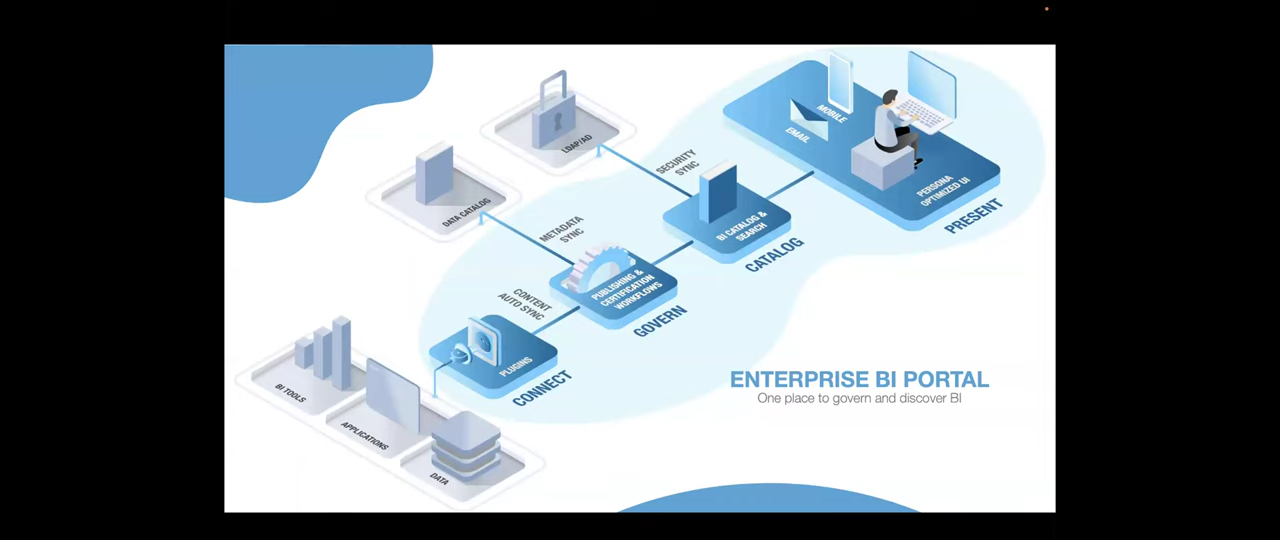 LDAP/AD
DATA CATALOG
SECURITY
SYNC
METADATA
SYNC
CONTENT
AUTO SYNC
MOBILE
EMAIL
PERSONA
OPTIMIZED UI
PRESENT
BI CATALOG &
SEARCH
CATALOG
PUBLISHING &
CERTIFICATION
WORKFLOWS
GOVERN
PLUGINS
CONNECT
BI TOOLS
APPLICATIONS
DATA
ENTERPRISE BI PORTAL
One place to govern and discover BI